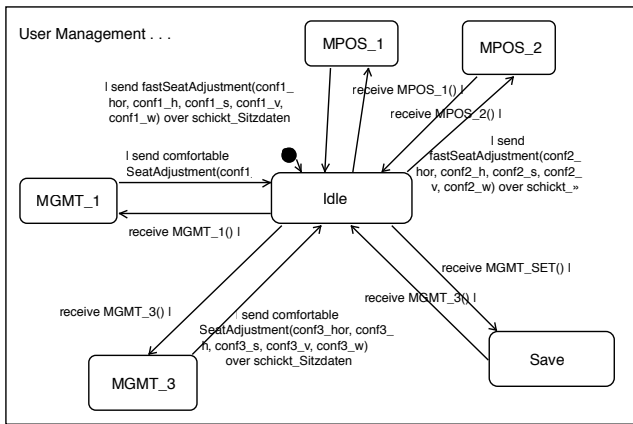 User Management . . .
MPOS_1
MPOS_2
I send fastSeatAdjustment(conf1_
hor, conf1_h, conf1_s, conf1_v,
conf1_w) over schickt_Sitzdaten
receive MPOS_1() I
receive MPOS_2() I
I send
fastSeatAdjustment(conf2_
hor, conf2_h, conf2_s, conf2_
v, conf2_w) over schickt_»
I send comfortable
SeatAdjustment(conf1_
MGMT_1
Idle
receive MGMT_1() I
receive MGMT_SET() I
receive MGMT_3() I
receive MGMT_3() I
I send comfortable
SeatAdjustment(conf3_hor, conf3_
h, conf3_s, conf3_v, conf3_w)
over schickt_Sitzdaten
MGMT_3
Save